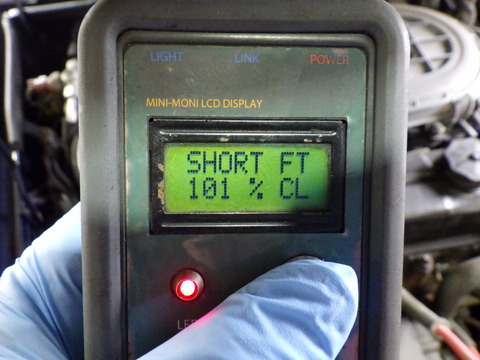 LIGHT LINK POWER
MINI-MONI LCD DISPLAY
SHORT FT
101 % CL